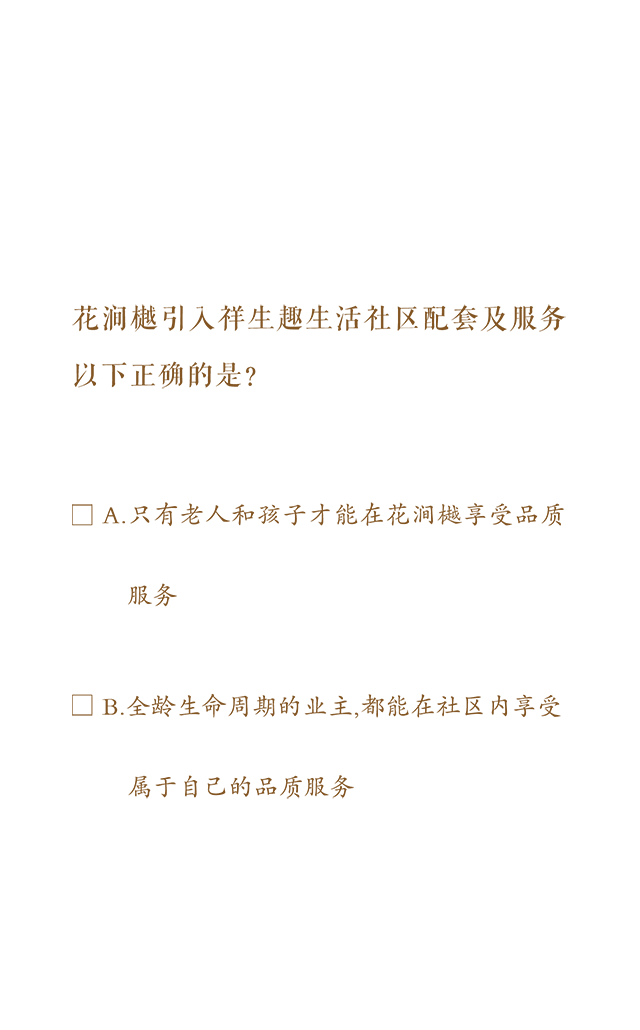 花涧樾引入祥生趣生活社区配套及服务
以下正确的是?
□ A.只有老人和孩子才能在花涧樾享受品质
服务
□ B.全龄生命周期的业主,都能在社区内享受
属于自己的品质服务